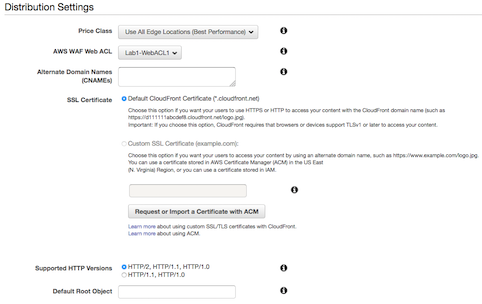 Distribution Settings
Price Class
Use All Edge Locations (Best Performance)
AWS WAF Web ACL
Lab1-WebACL1
Alternate Domain Names
(CNAMEs)
SSL Certificate
Default CloudFront Certificate (*.cloudfront.net)
Choose this option if you want your users to use HTTPS or HTTP to access your content with the CloudFront domain name (such as
https://d111111abcdef8.cloudfront.net/logo.jpg).
Important: If you choose this option, CloudFront requires that browsers or devices support TLSv1 or later to access your content.
Custom SSL Certificate (example.com):
Choose this option if you want your users to access your content by using an alternate domain name, such as https://www.example.com/logo.jpg.
You can use a certificate stored in AWS Certificate Manager (ACM) in the US East
(N. Virginia) Region, or you can use a certificate stored in IAM.
Request or Import a Certificate with ACM
Learn more about using custom SSL/TLS certificates with CloudFront.
Learn more about using ACM.
Supported HTTP Versions
HTTP/2, HTTP/1.1, HTTP/1.0
HTTP/1.1, HTTP/1.0
Default Root Object